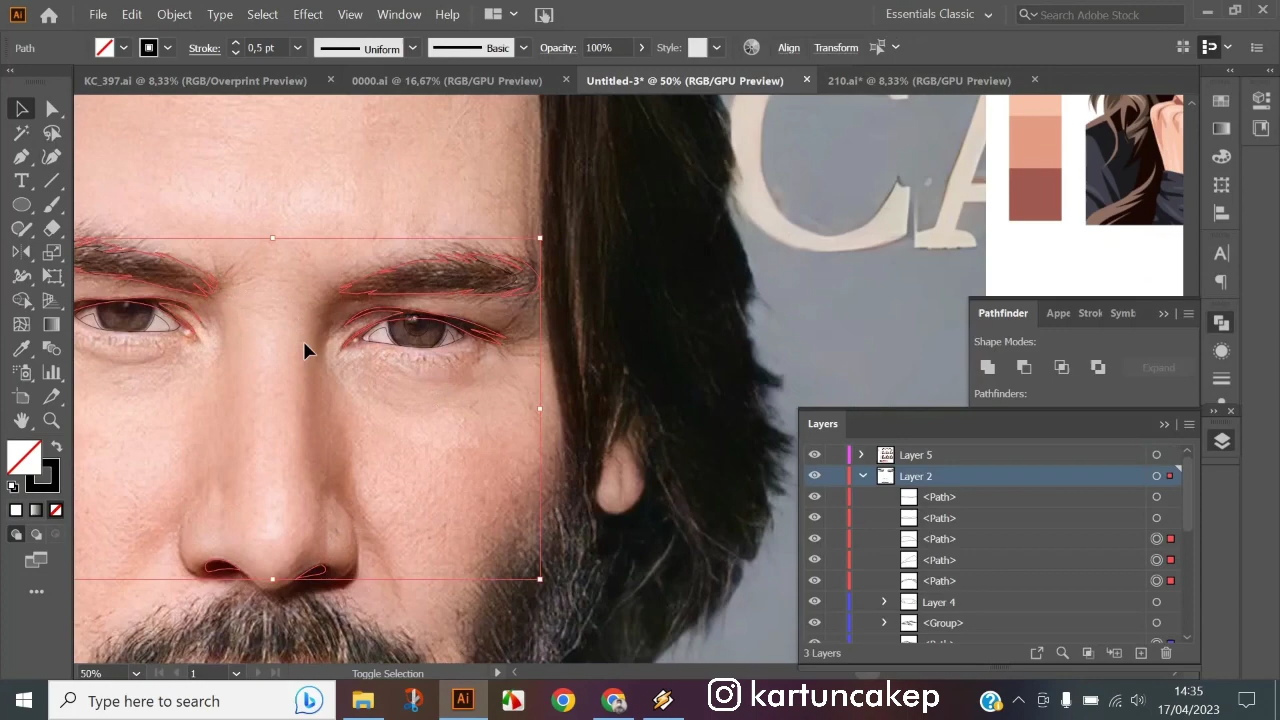 Ai File Edit Object Type Select Effect View Window Help Essentials Classic Search Adobe Stock
Path Stroke: 0,5 pt Uniform Basic Opacity: 100% Style: Align Transform
KC_397.ai @ 8,33% (RGB/Overprint Preview) × 0000.ai @ 16,67% (RGB/GPU Preview) × Untitled-3* @ 50% (RGB/GPU Preview) × 210.ai* @ 8,33% (RGB/GPU Preview) ×
CA
Pathfinder Appe Strok Symb
Shape Modes:
Expand
Pathfinders:
Layers
Layer 5
Layer 2
<Path>
<Path>
<Path>
<Path>
<Path>
Layer 4
<Group>
3 Layers
50% 1 Toggle Selection
Type here to search
Ai
kartuncakep
14:35
17/04/2023